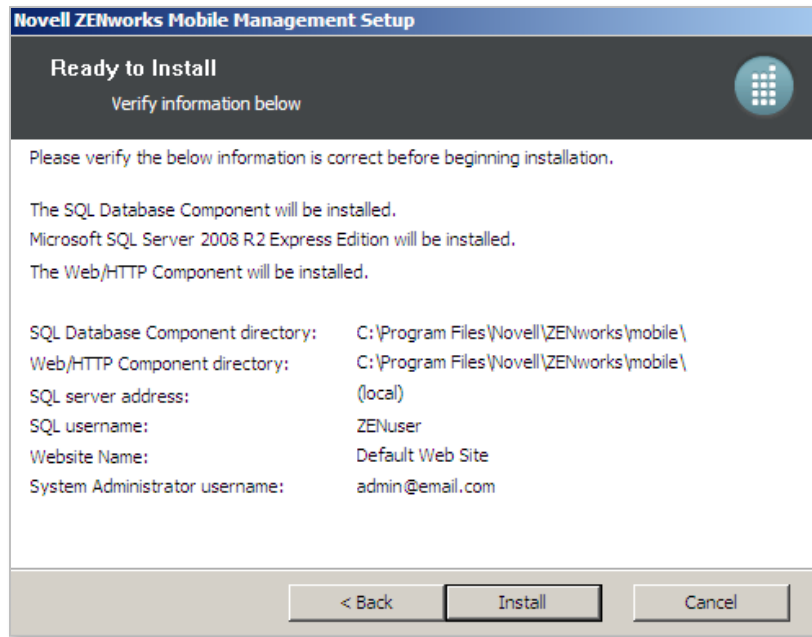 Novell ZENworks Mobile Management Setup
Ready to Install
Verify information below
Please verify the below information is correct before beginning installation.
The SQL Database Component will be installed.
Microsoft SQL Server 2008 R2 Express Edition will be installed.
The Web/HTTP Component will be installed.
SQL Database Component directory: C:\Program Files\Novell\ZENworks\mobile\
Web/HTTP Component directory: C:\Program Files\Novell\ZENworks\mobile\
SQL server address: (local)
SQL username: ZENuser
Website Name: Default Web Site
System Administrator username: admin@email.com
< Back Install Cancel